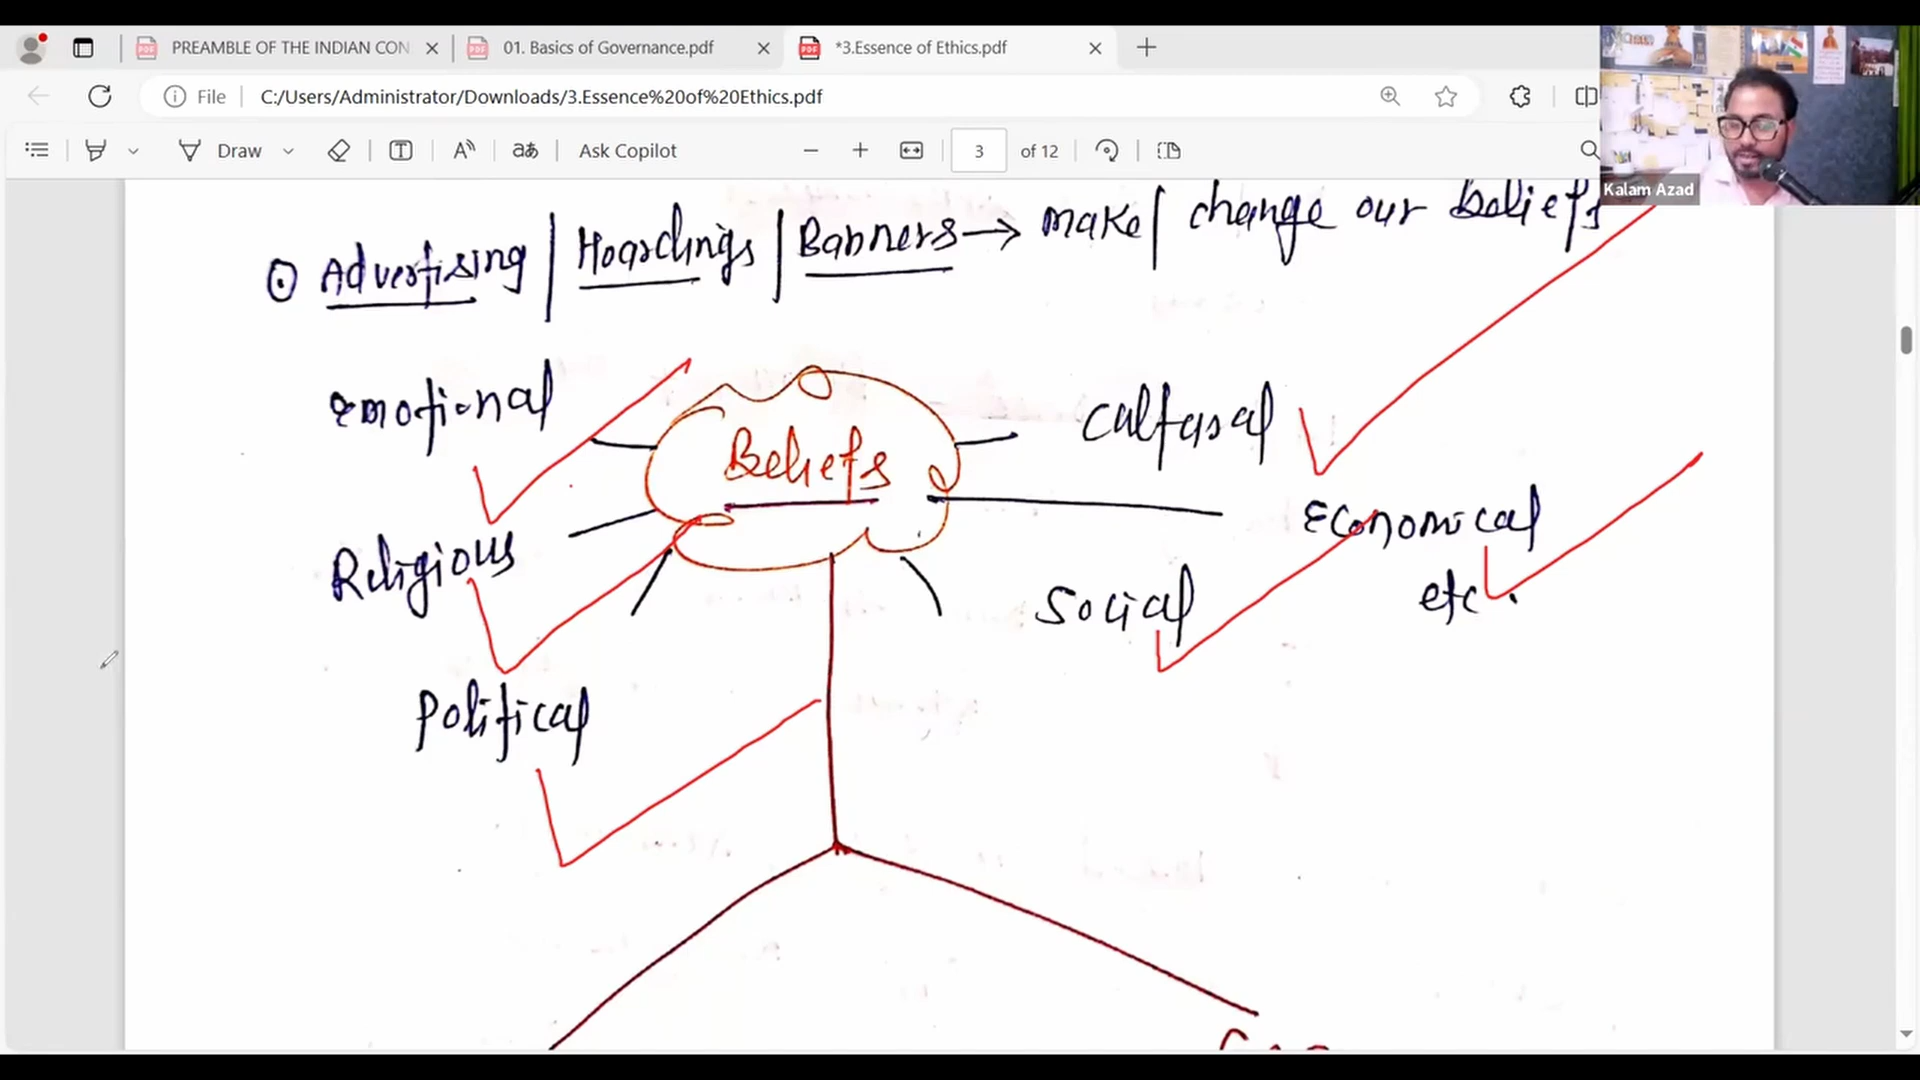 PREAMBLE OF THE INDIAN CON
01. Basics of Governance.pdf
*3.Essence of Ethics.pdf
File
C:/Users/Administrator/Downloads/3.Essence%20of%20Ethics.pdf
Draw
Ask Copilot
3 of 12
Kalam Azad
Advertising | Hoardings | Banners → make | change our beliefs
Emotional
Cultural
Beliefs
Religious
Economical
etc.
Social
Political